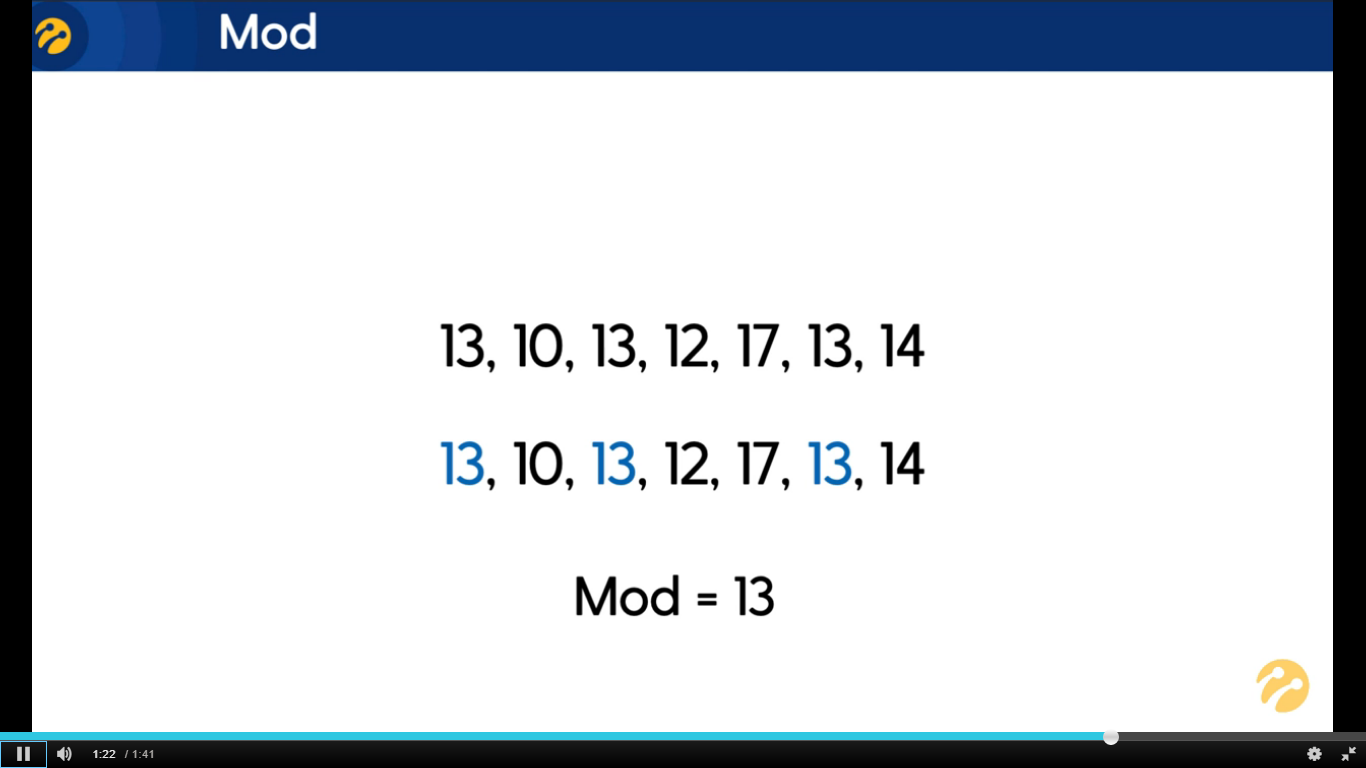 Mod
13, 10, 13, 12, 17, 13, 14
13, 10, 13, 12, 17, 13, 14
Mod = 13
1:22 / 1:41